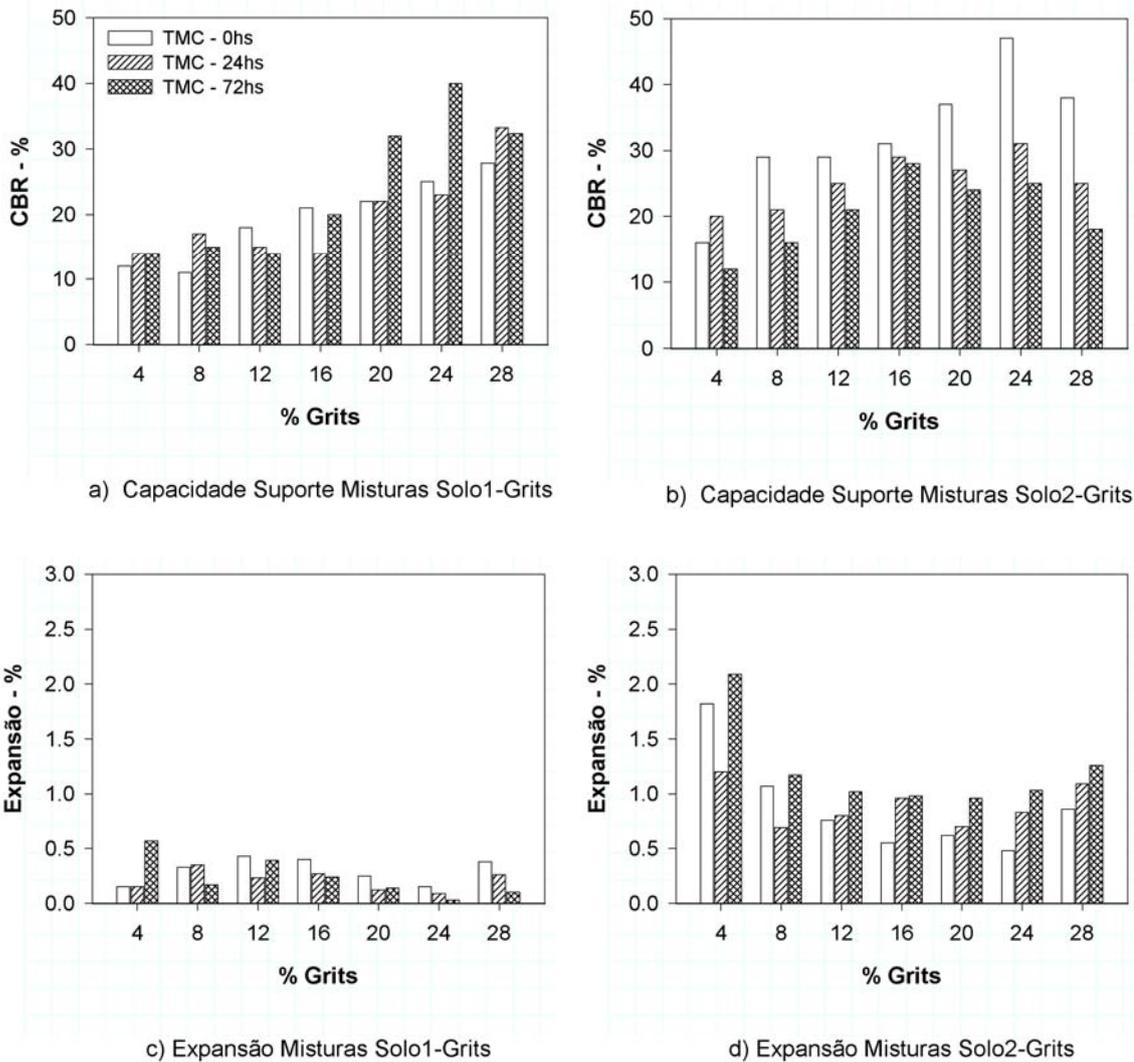 50
40
30
20
10
0
CBR - %
TMC - 0hs
TMC - 24hs
TMC - 72hs
4 8 12 16 20 24 28
% Grits
a) Capacidade Suporte Misturas Solo1-Grits
50
40
30
20
10
0
CBR - %
4 8 12 16 20 24 28
% Grits
b) Capacidade Suporte Misturas Solo2-Grits
3.0
2.5
2.0
1.5
1.0
0.5
0.0
Expansão - %
4 8 12 16 20 24 28
% Grits
c) Expansão Misturas Solo1-Grits
3.0
2.5
2.0
1.5
1.0
0.5
0.0
Expansão - %
4 8 12 16 20 24 28
% Grits
d) Expansão Misturas Solo2-Grits